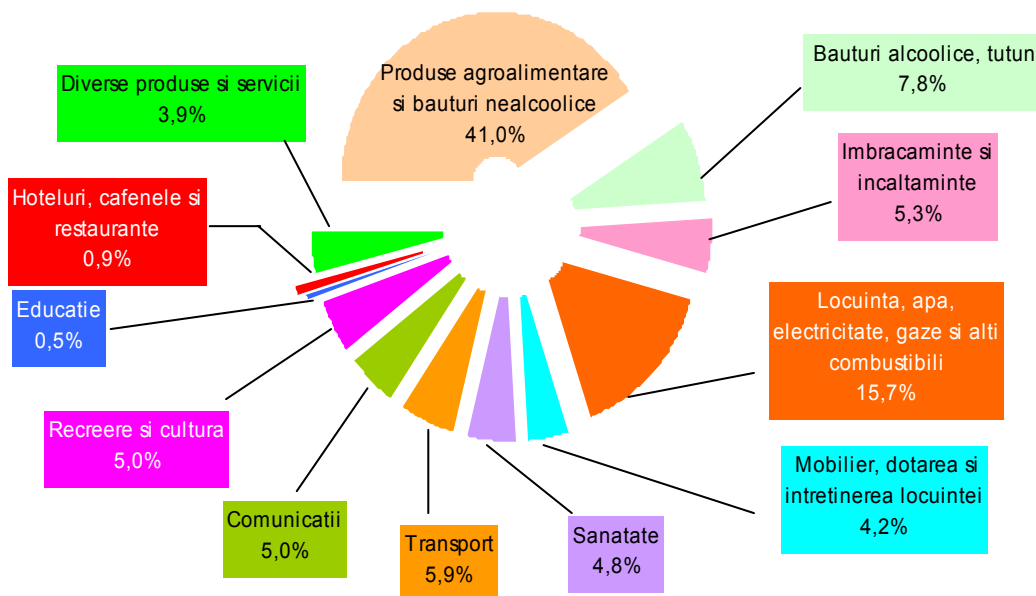 Produse agroalimentare
si bauturi nealcoolice
41,0%
Bauturi alcoolice, tutun
7,8%
Imbracaminte si
incaltaminte
5,3%
Locuinta, apa,
electricitate, gaze si alti
combustibili
15,7%
Mobilier, dotarea si
intretinerea locuintei
4,2%
Sanatate
4,8%
Transport
5,9%
Comunicatii
5,0%
Recreere si cultura
5,0%
Educatie
0,5%
Hoteluri, cafenele si
restaurante
0,9%
Diverse produse si servicii
3,9%